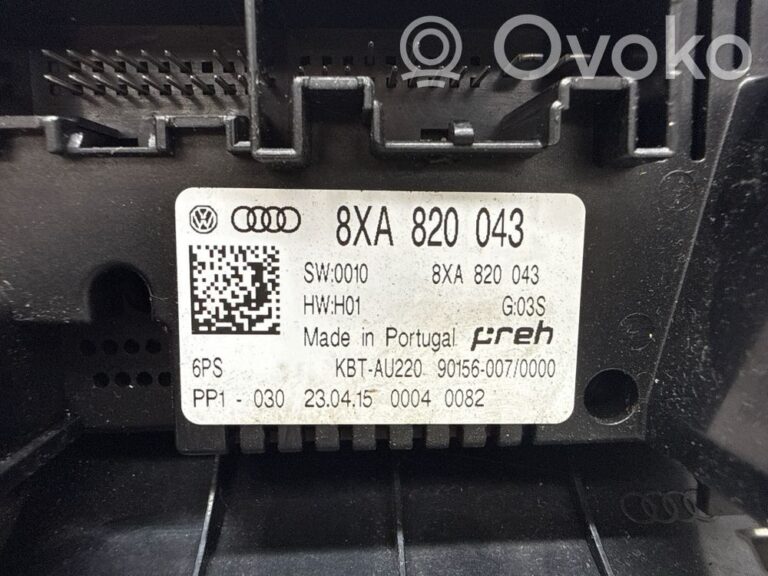 Ovoko
8XA 820 043
SW:0010 8XA 820 043
HW:H01 G:03S
Made in Portugal preh
6PS KBT-AU220 90156-007/0000
PP1 - 030 23.04.15 0004 0082